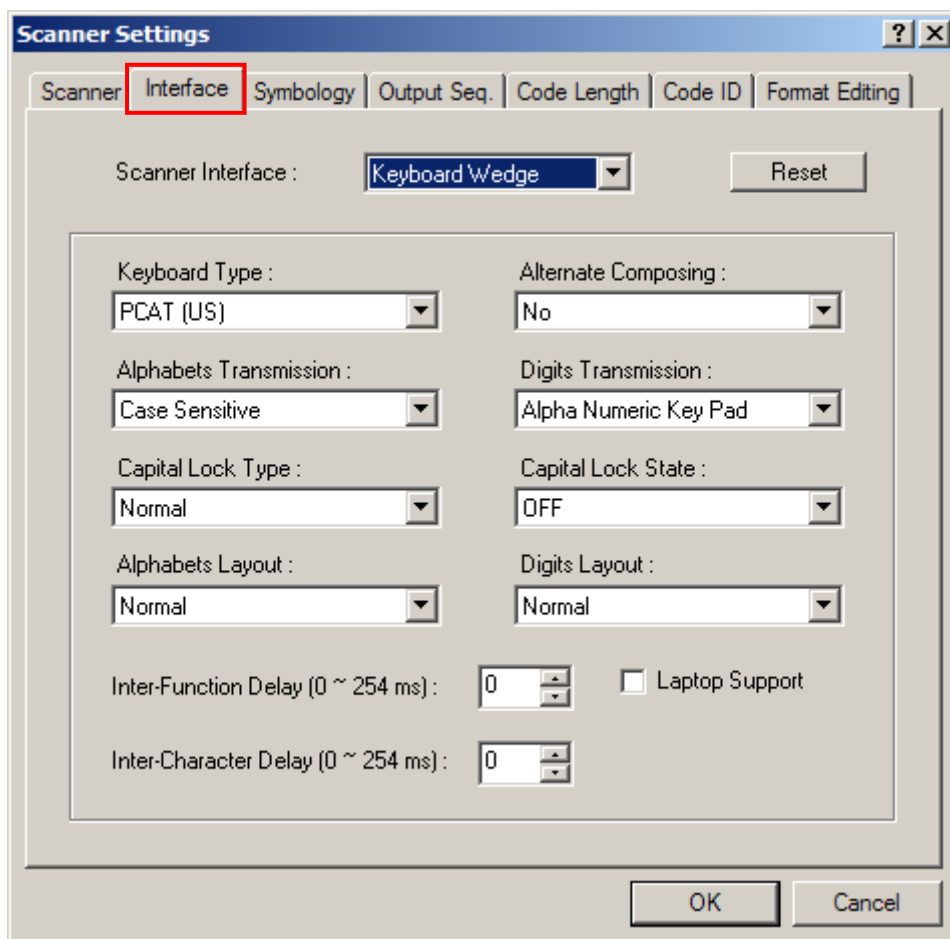 Scanner Settings
Scanner Interface Symbology Output Seq. Code Length Code ID Format Editing
Scanner Interface : Keyboard Wedge Reset
Keyboard Type : Alternate Composing :
PCAT (US) No
Alphabets Transmission : Digits Transmission :
Case Sensitive Alpha Numeric Key Pad
Capital Lock Type : Capital Lock State :
Normal OFF
Alphabets Layout : Digits Layout :
Normal Normal
Inter-Function Delay (0 ~ 254 ms) : 0 Laptop Support
Inter-Character Delay (0 ~ 254 ms) : 0
OK Cancel